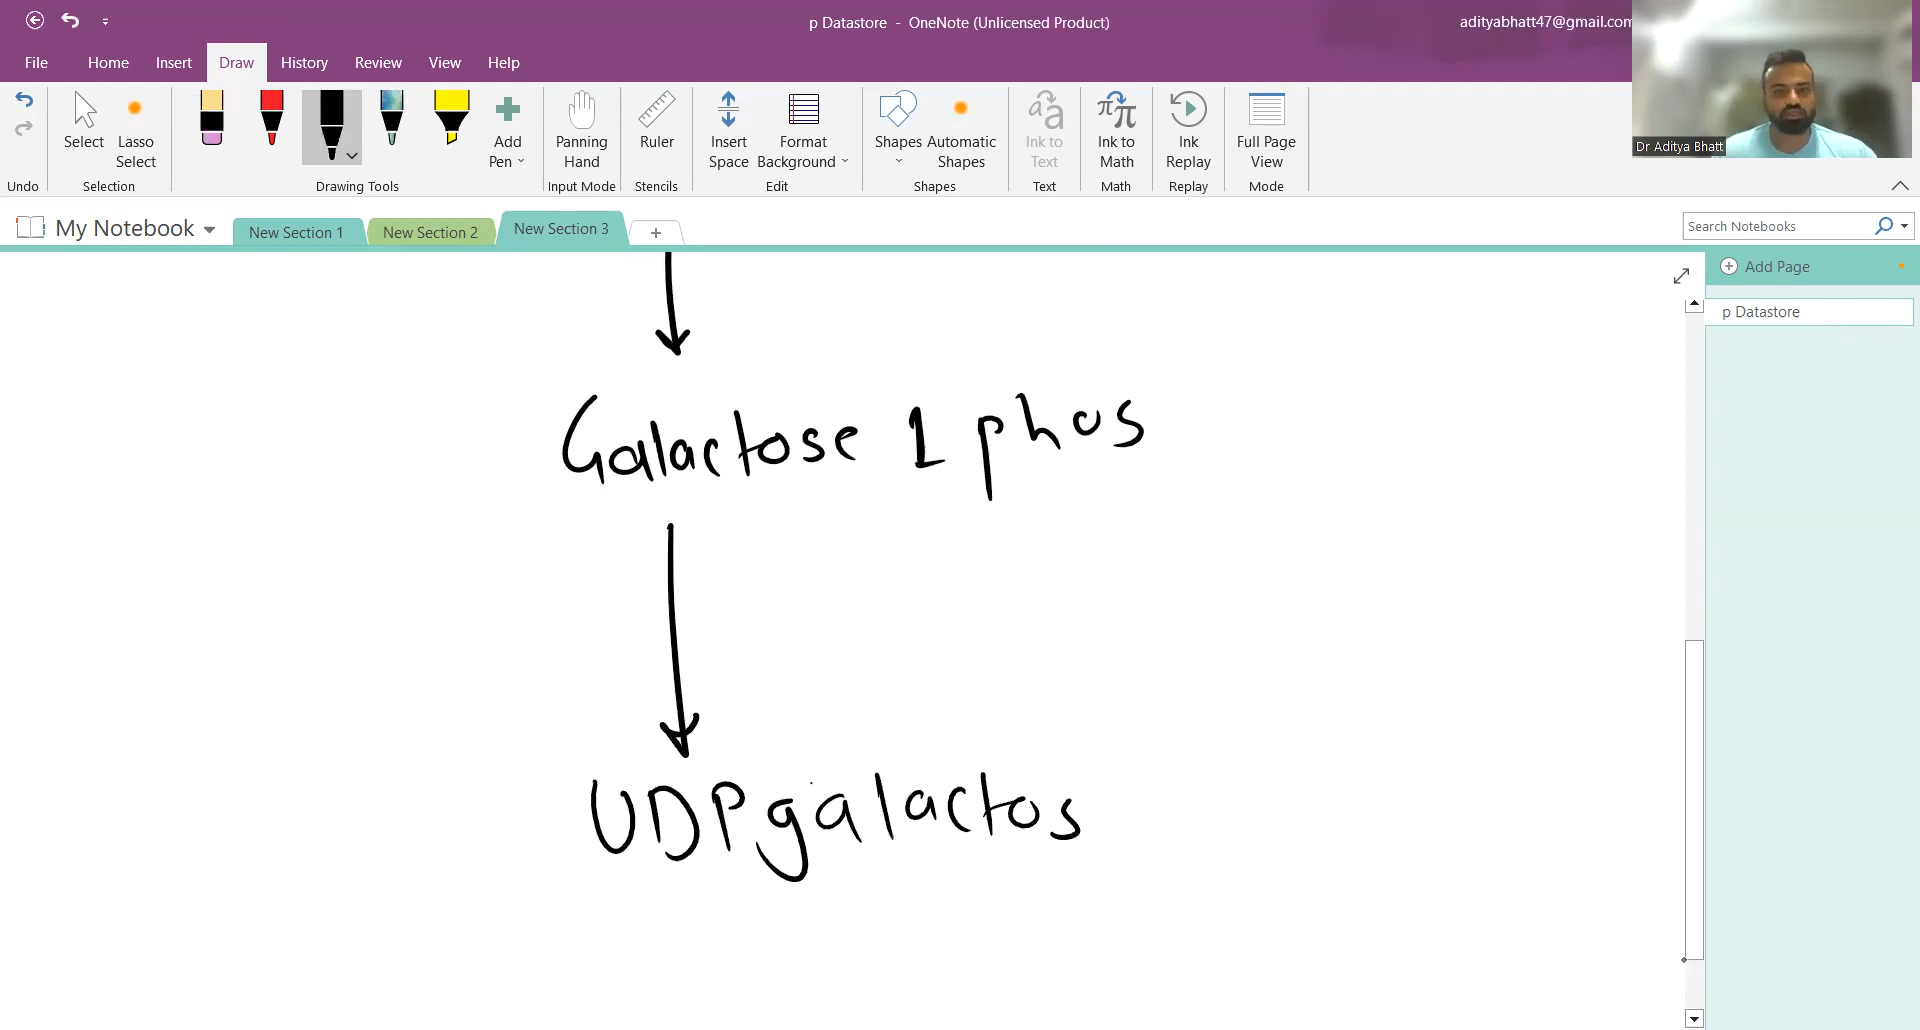 p Datastore - OneNote (Unlicensed Product)
adityabhatt47@gmail.com
File Home Insert Draw History Review View Help
Select
Lasso Select
Add Pen
Panning Hand
Ruler
Insert Space
Format Background
Shapes
Automatic Shapes
Ink to Text
Ink to Math
Ink Replay
Full Page View
Dr Aditya Bhatt
Undo Selection Drawing Tools Input Mode Stencils Edit Shapes Text Math Replay Mode
My Notebook New Section 1 New Section 2 New Section 3 +
Search Notebooks
Add Page
p Datastore
Galactose 1 phos
UDPgalactos